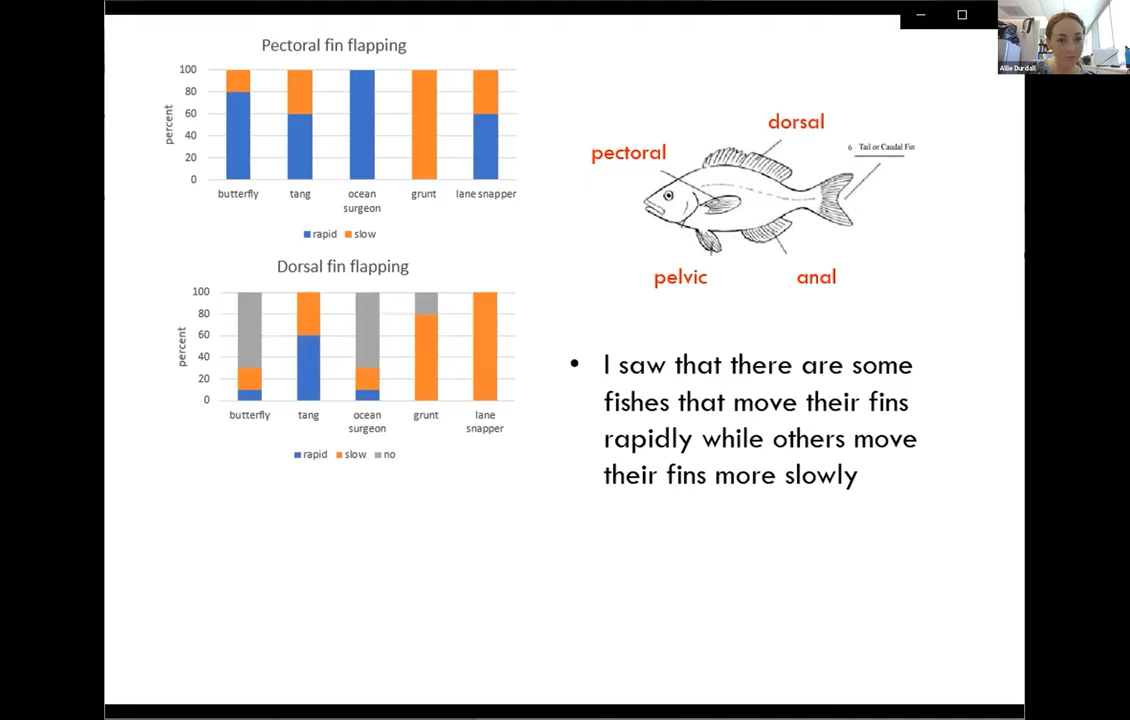 Pectoral fin flapping
100
80
60
40
20
0
percent
butterfly tang ocean surgeon grunt lane snapper
rapid slow
Dorsal fin flapping
100
80
60
40
20
0
percent
butterfly tang ocean surgeon grunt lane snapper
rapid slow no
dorsal
pectoral
6 Tail or Caudal Fin
pelvic
anal
• I saw that there are some
fishes that move their fins
rapidly while others move
their fins more slowly
Allie Durdall